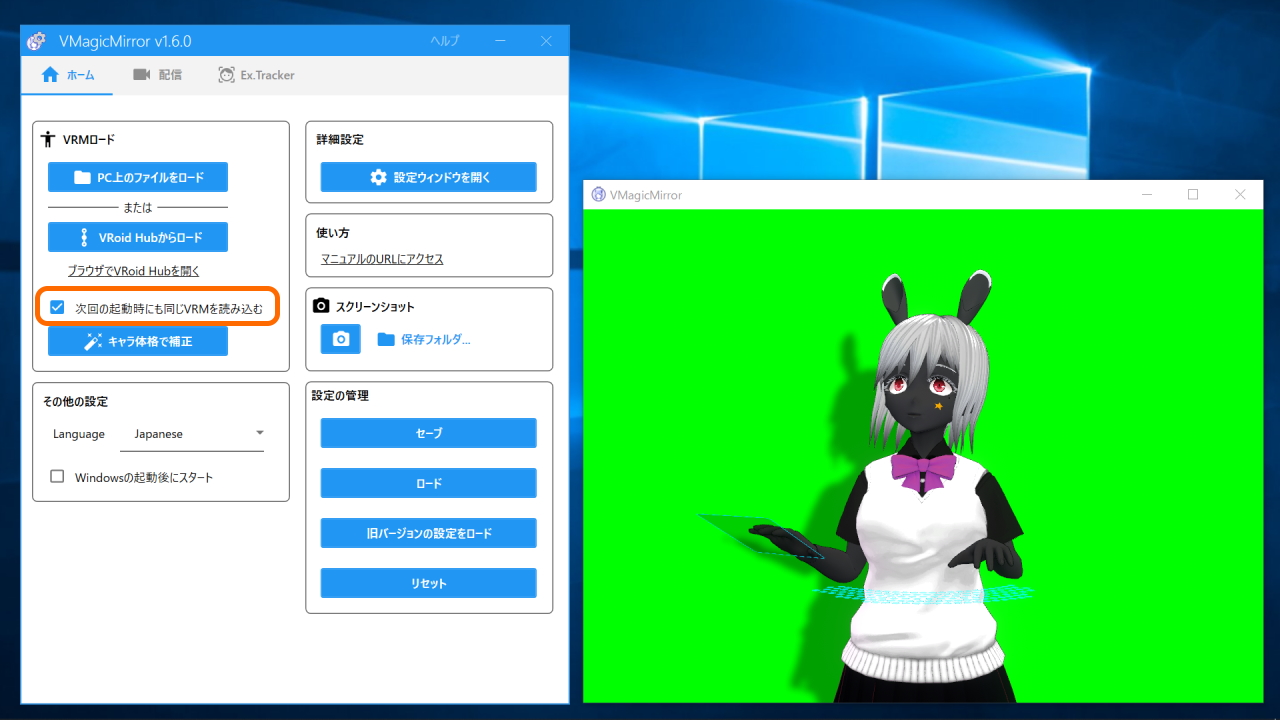 VMagicMirror v1.6.0
ヘルプ
ホーム
配信
Ex.Tracker
VRMロード
PC上のファイルをロード
または
VRoid Hubからロード
ブラウザでVRoid Hubを開く
次回の起動時にも同じVRMを読み込む
キャラ体格で補正
その他の設定
Language
Japanese
Windowsの起動後にスタート
詳細設定
設定ウィンドウを開く
使い方
マニュアルのURLにアクセス
スクリーンショット
保存フォルダ...
設定の管理
セーブ
ロード
旧バージョンの設定をロード
リセット
VMagicMirror